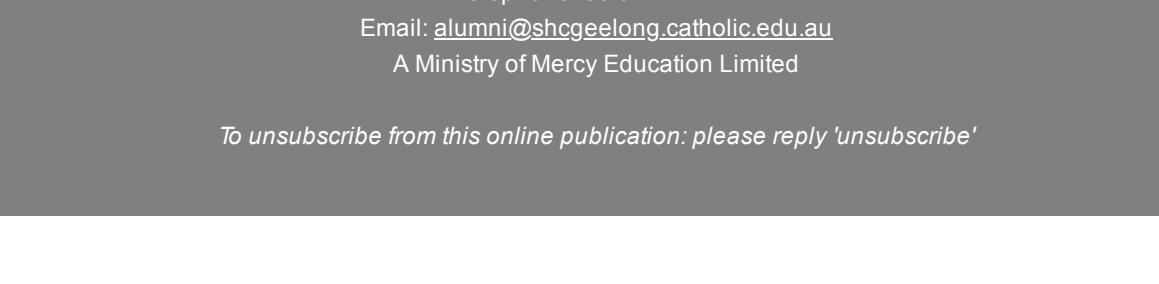 Email: alumni@shcgeelong.catholic.edu.au
A Ministry of Mercy Education Limited
To unsubscribe from this online publication: please reply 'unsubscribe'